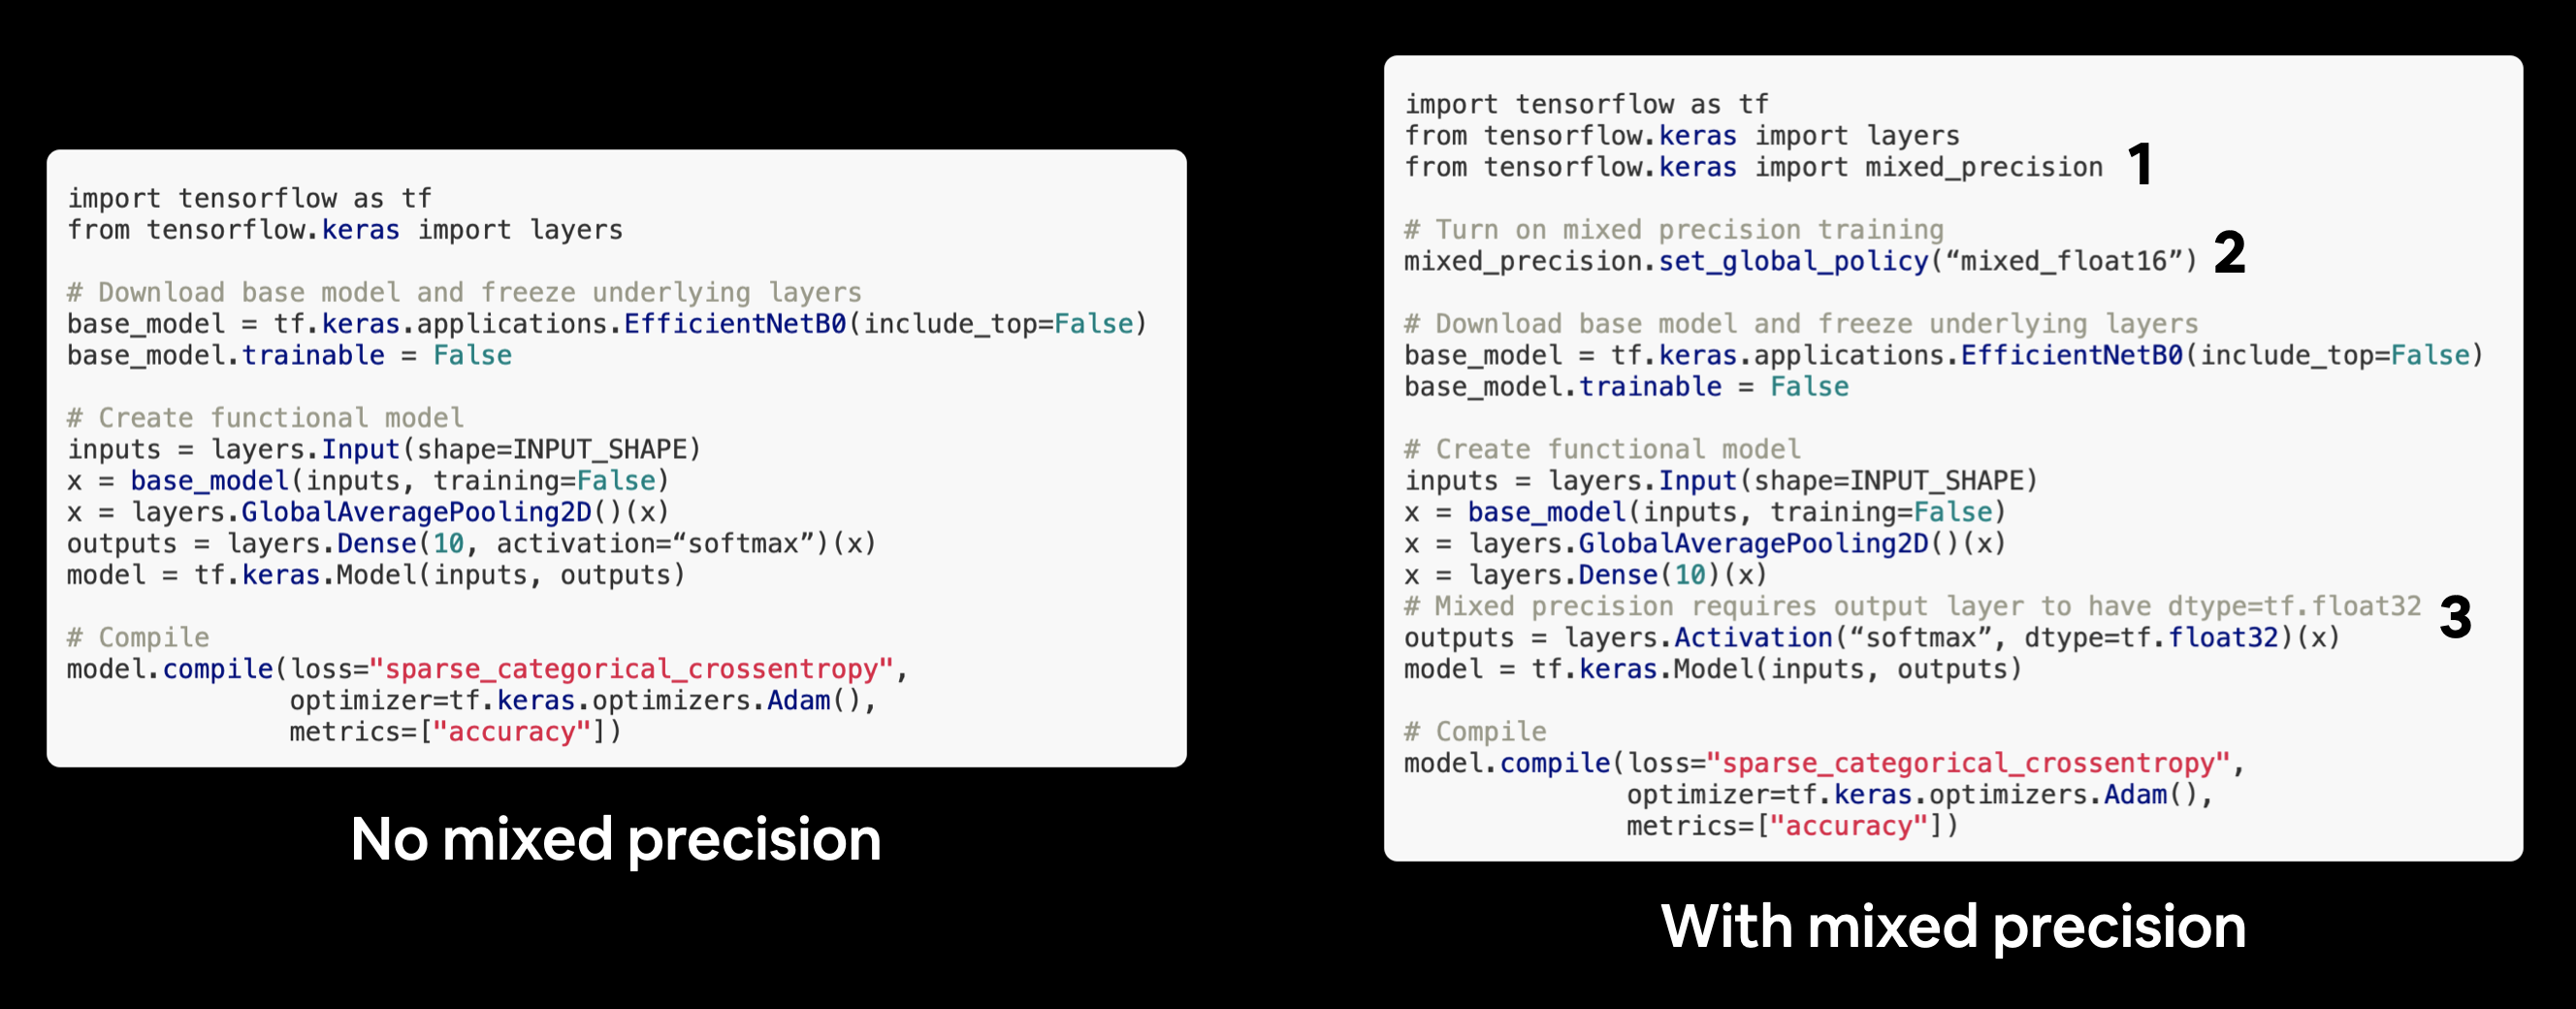 import tensorflow as tf
from tensorflow.keras import layers

# Download base model and freeze underlying layers
base_model = tf.keras.applications.EfficientNetB0(include_top=False)
base_model.trainable = False

# Create functional model
inputs = layers.Input(shape=INPUT_SHAPE)
x = base_model(inputs, training=False)
x = layers.GlobalAveragePooling2D()(x)
outputs = layers.Dense(10, activation=“softmax”)(x)
model = tf.keras.Model(inputs, outputs)

# Compile
model.compile(loss="sparse_categorical_crossentropy",
              optimizer=tf.keras.optimizers.Adam(),
              metrics=["accuracy"])
No mixed precision
import tensorflow as tf
from tensorflow.keras import layers
from tensorflow.keras import mixed_precision 1

# Turn on mixed precision training
mixed_precision.set_global_policy(“mixed_float16”) 2

# Download base model and freeze underlying layers
base_model = tf.keras.applications.EfficientNetB0(include_top=False)
base_model.trainable = False

# Create functional model
inputs = layers.Input(shape=INPUT_SHAPE)
x = base_model(inputs, training=False)
x = layers.GlobalAveragePooling2D()(x)
x = layers.Dense(10)(x)
# Mixed precision requires output layer to have dtype=tf.float32 3
outputs = layers.Activation(“softmax”, dtype=tf.float32)(x)
model = tf.keras.Model(inputs, outputs)

# Compile
model.compile(loss="sparse_categorical_crossentropy",
              optimizer=tf.keras.optimizers.Adam(),
              metrics=["accuracy"])
With mixed precision